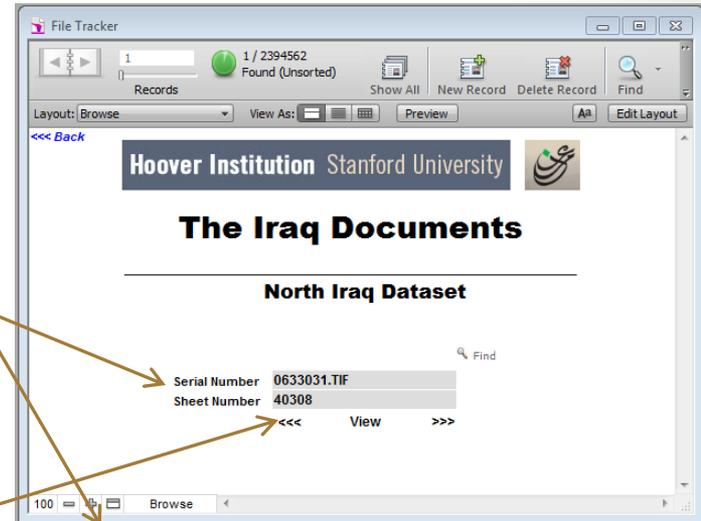 File Tracker
1
Records
1 / 2394562
Found (Unsorted)
Show All
New Record
Delete Record
Find
Layout: Browse
View As:
Preview
Aa
Edit Layout
<<< Back
Hoover Institution Stanford University
The Iraq Documents
North Iraq Dataset
Find
Serial Number 0633031.TIF
Sheet Number 40308
<<< View >>>
100
Browse